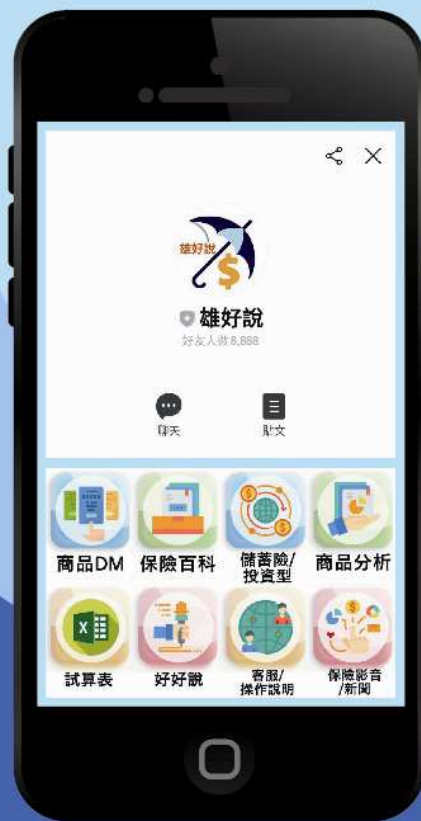 雄好說
$
雄好說
好友人數 8,888
聊天
貼文
商品DM
保險百科
儲蓄險/
投資型
商品分析
試算表
好好說
客服/
操作說明
保險影音
/新聞